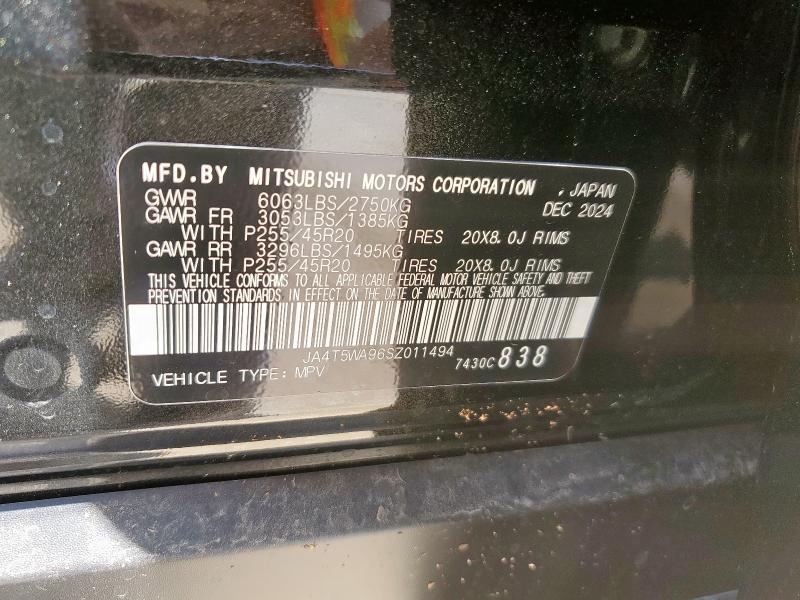 MFD.BY MITSUBISHI MOTORS CORPORATION , JAPAN
GVWR 6063LBS/2750KG DEC 2024
GAWR FR 3053LBS/1385KG
WITH P255/45R20 TIRES 20X8.0J RIMS
GAWR RR 3296LBS/1495KG
WITH P255/45R20 TIRES 20X8.0J RIMS
THIS VEHICLE CONFORMS TO ALL APPLICABLE FEDERAL MOTOR VEHICLE SAFETY AND THEFT
PREVENTION STANDARDS IN EFFECT ON THE DATE OF MANUFACTURE SHOWN ABOVE.
JA4T5WA96SZ011494
7430C 838
VEHICLE TYPE: MPV